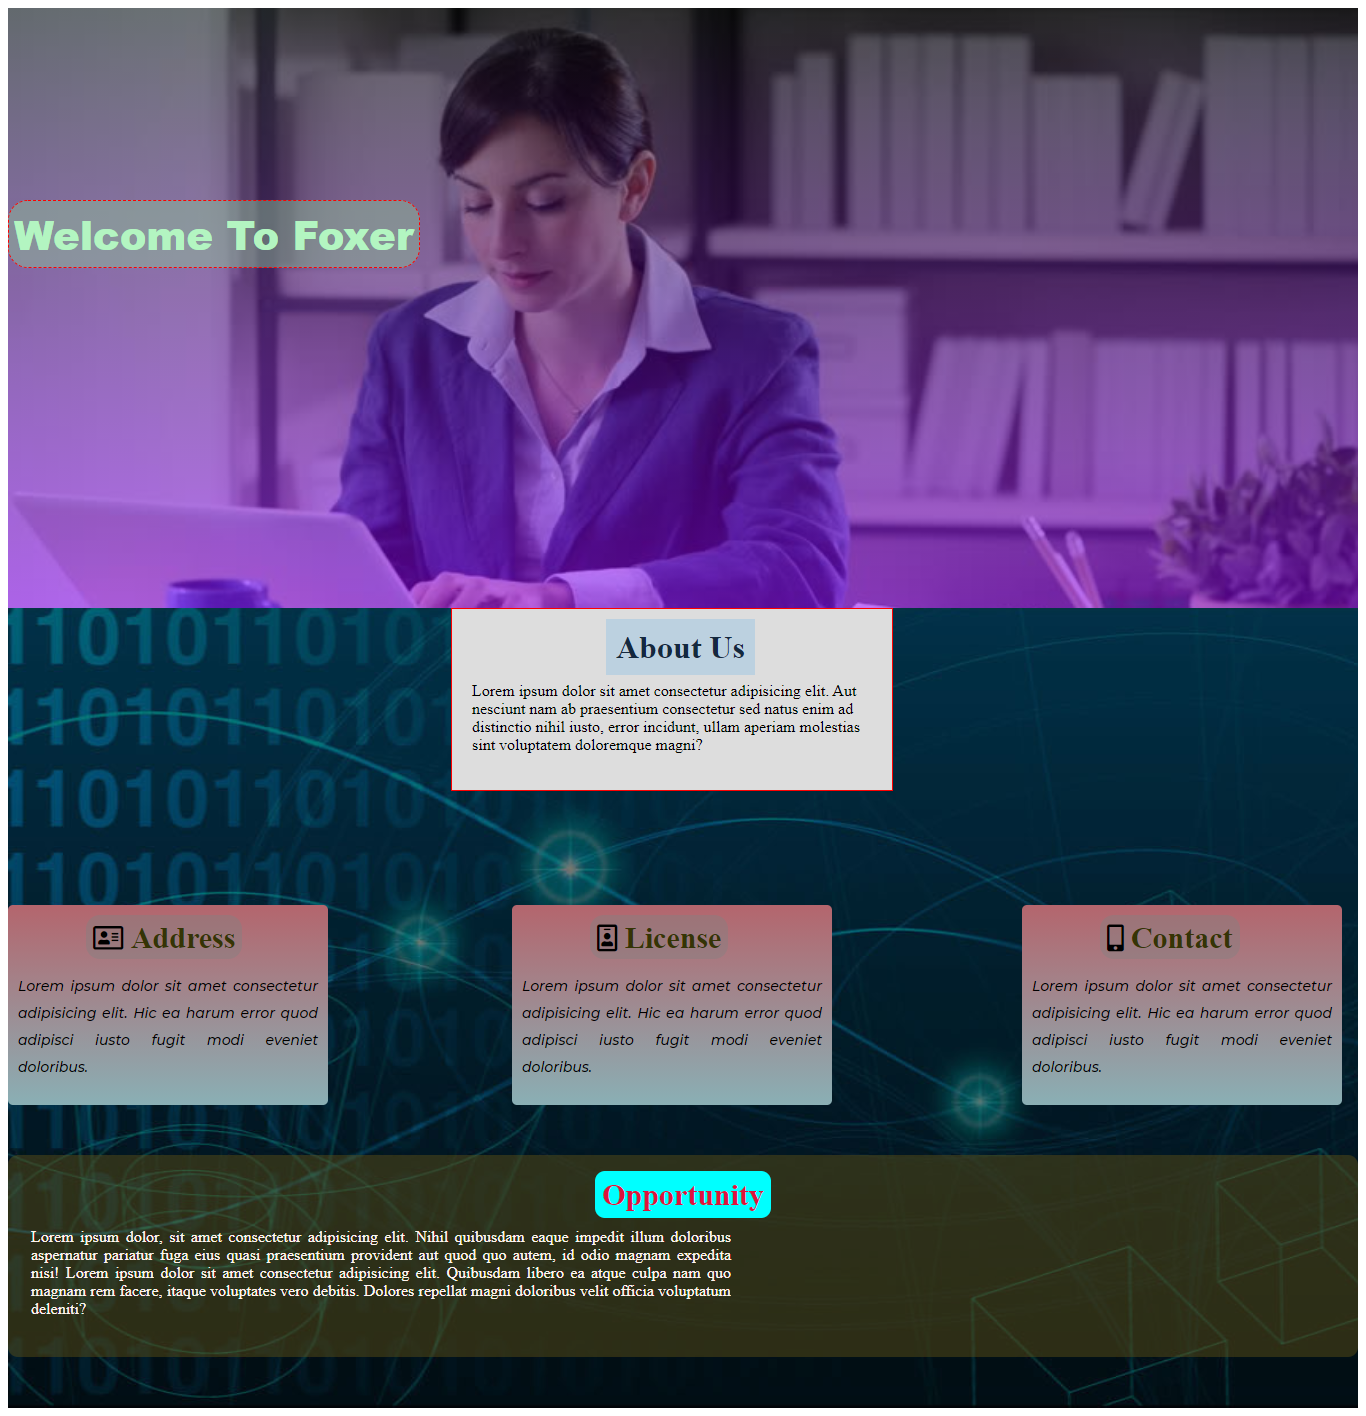 Welcome To Foxer
About Us
Lorem ipsum dolor sit amet consectetur adipisicing elit. Aut
nesciunt nam ab praesentium consectetur sed natus enim ad
distinctio nihil iusto, error incidunt, ullam aperiam molestias
sint voluptatem doloremque magni?
Address
Lorem ipsum dolor sit amet consectetur
adipisicing elit. Hic ea harum error quod
adipisci iusto fugit modi eveniet
doloribus.
License
Lorem ipsum dolor sit amet consectetur
adipisicing elit. Hic ea harum error quod
adipisci iusto fugit modi eveniet
doloribus.
Contact
Lorem ipsum dolor sit amet consectetur
adipisicing elit. Hic ea harum error quod
adipisci iusto fugit modi eveniet
doloribus.
Opportunity
Lorem ipsum dolor, sit amet consectetur adipisicing elit. Nihil quibusdam eaque impedit illum doloribus
aspernatur pariatur fuga eius quasi praesentium provident aut quod quo autem, id odio magnam expedita
nisi! Lorem ipsum dolor sit amet consectetur adipisicing elit. Quibusdam libero ea atque culpa nam quo
magnam rem facere, itaque voluptates vero debitis. Dolores repellat magni doloribus velit officia voluptatum
deleniti?